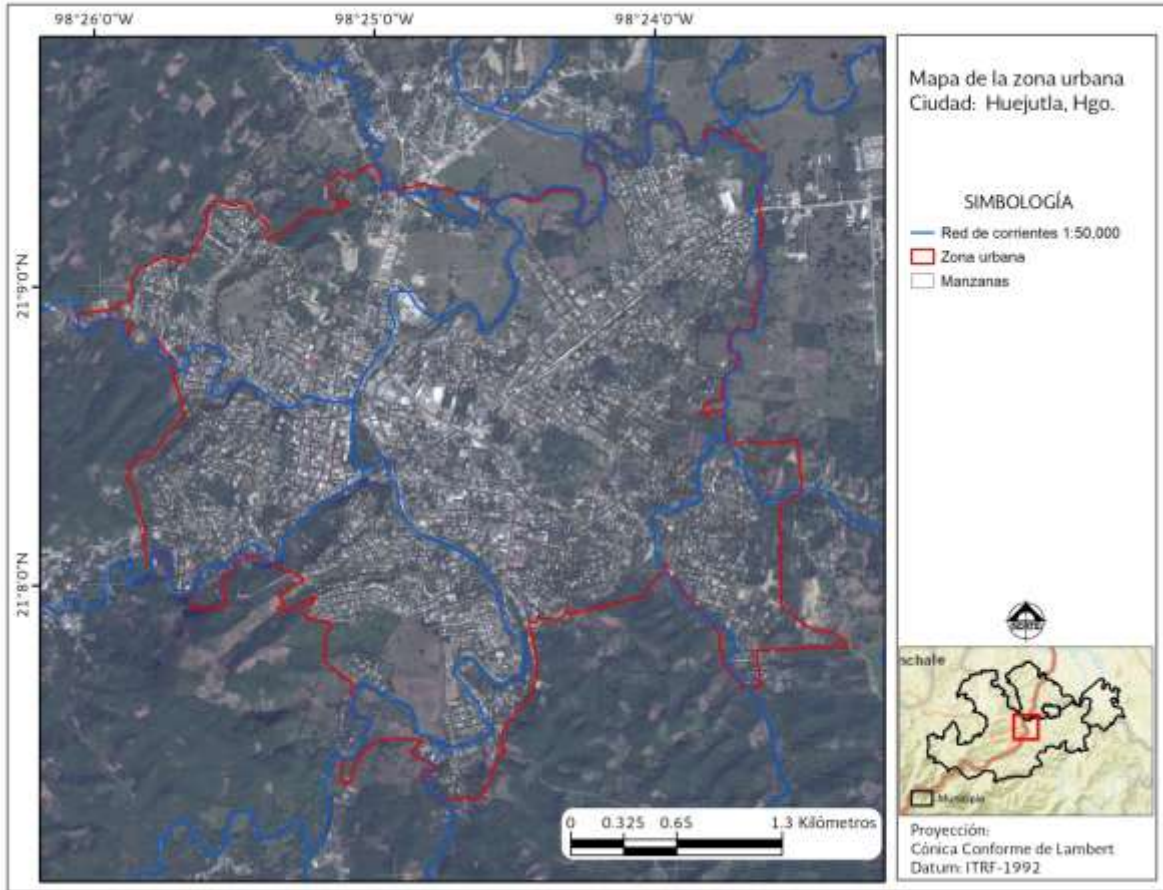 98°26'0"W
98°25'0"W
98°24'0"W
21°9'0"N
21°8'0"N
Mapa de la zona urbana
Ciudad: Huejutla, Hgo.
SIMBOLOGÍA
Red de corrientes 1:50,000
Zona urbana
Manzanas
nchale
Municipio
0 0.325 0.65 1.3 Kilómetros
Proyección:
Cónica Conforme de Lambert
Datum: ITRF-1992